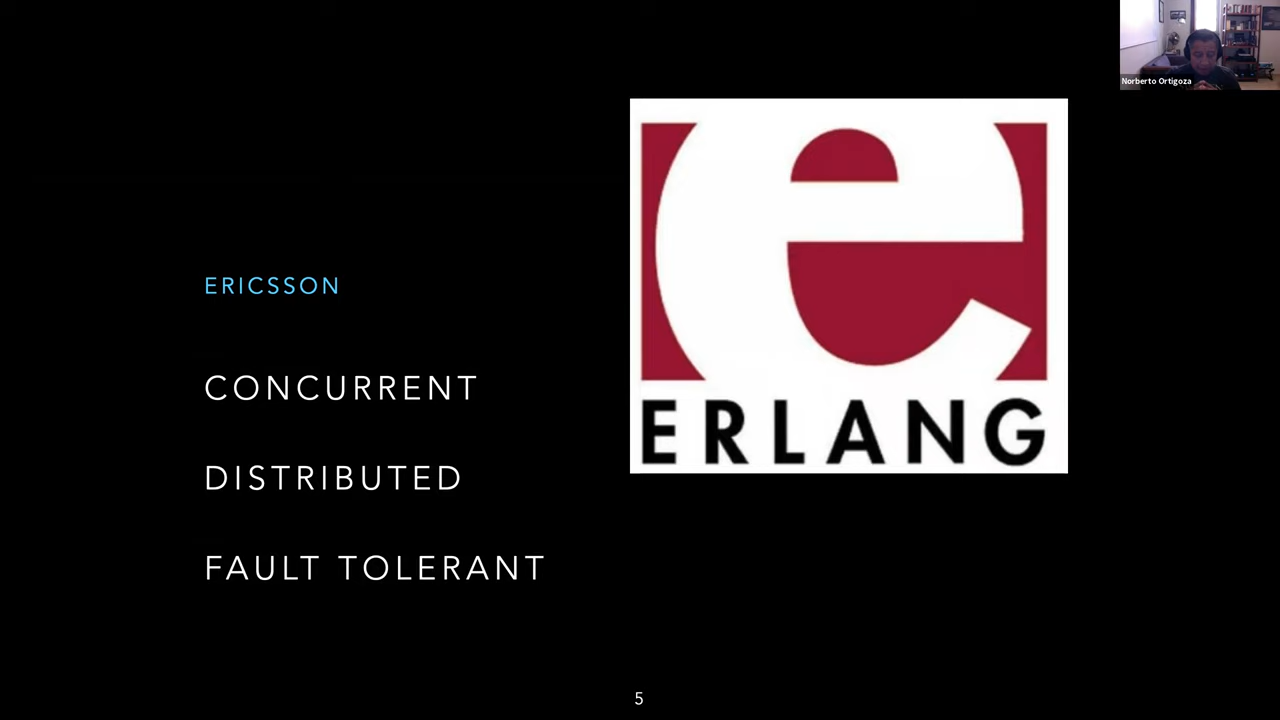 Norberto Ortigoza
ERICSSON
CONCURRENT
DISTRIBUTED
FAULT TOLERANT
e
ERLANG
5